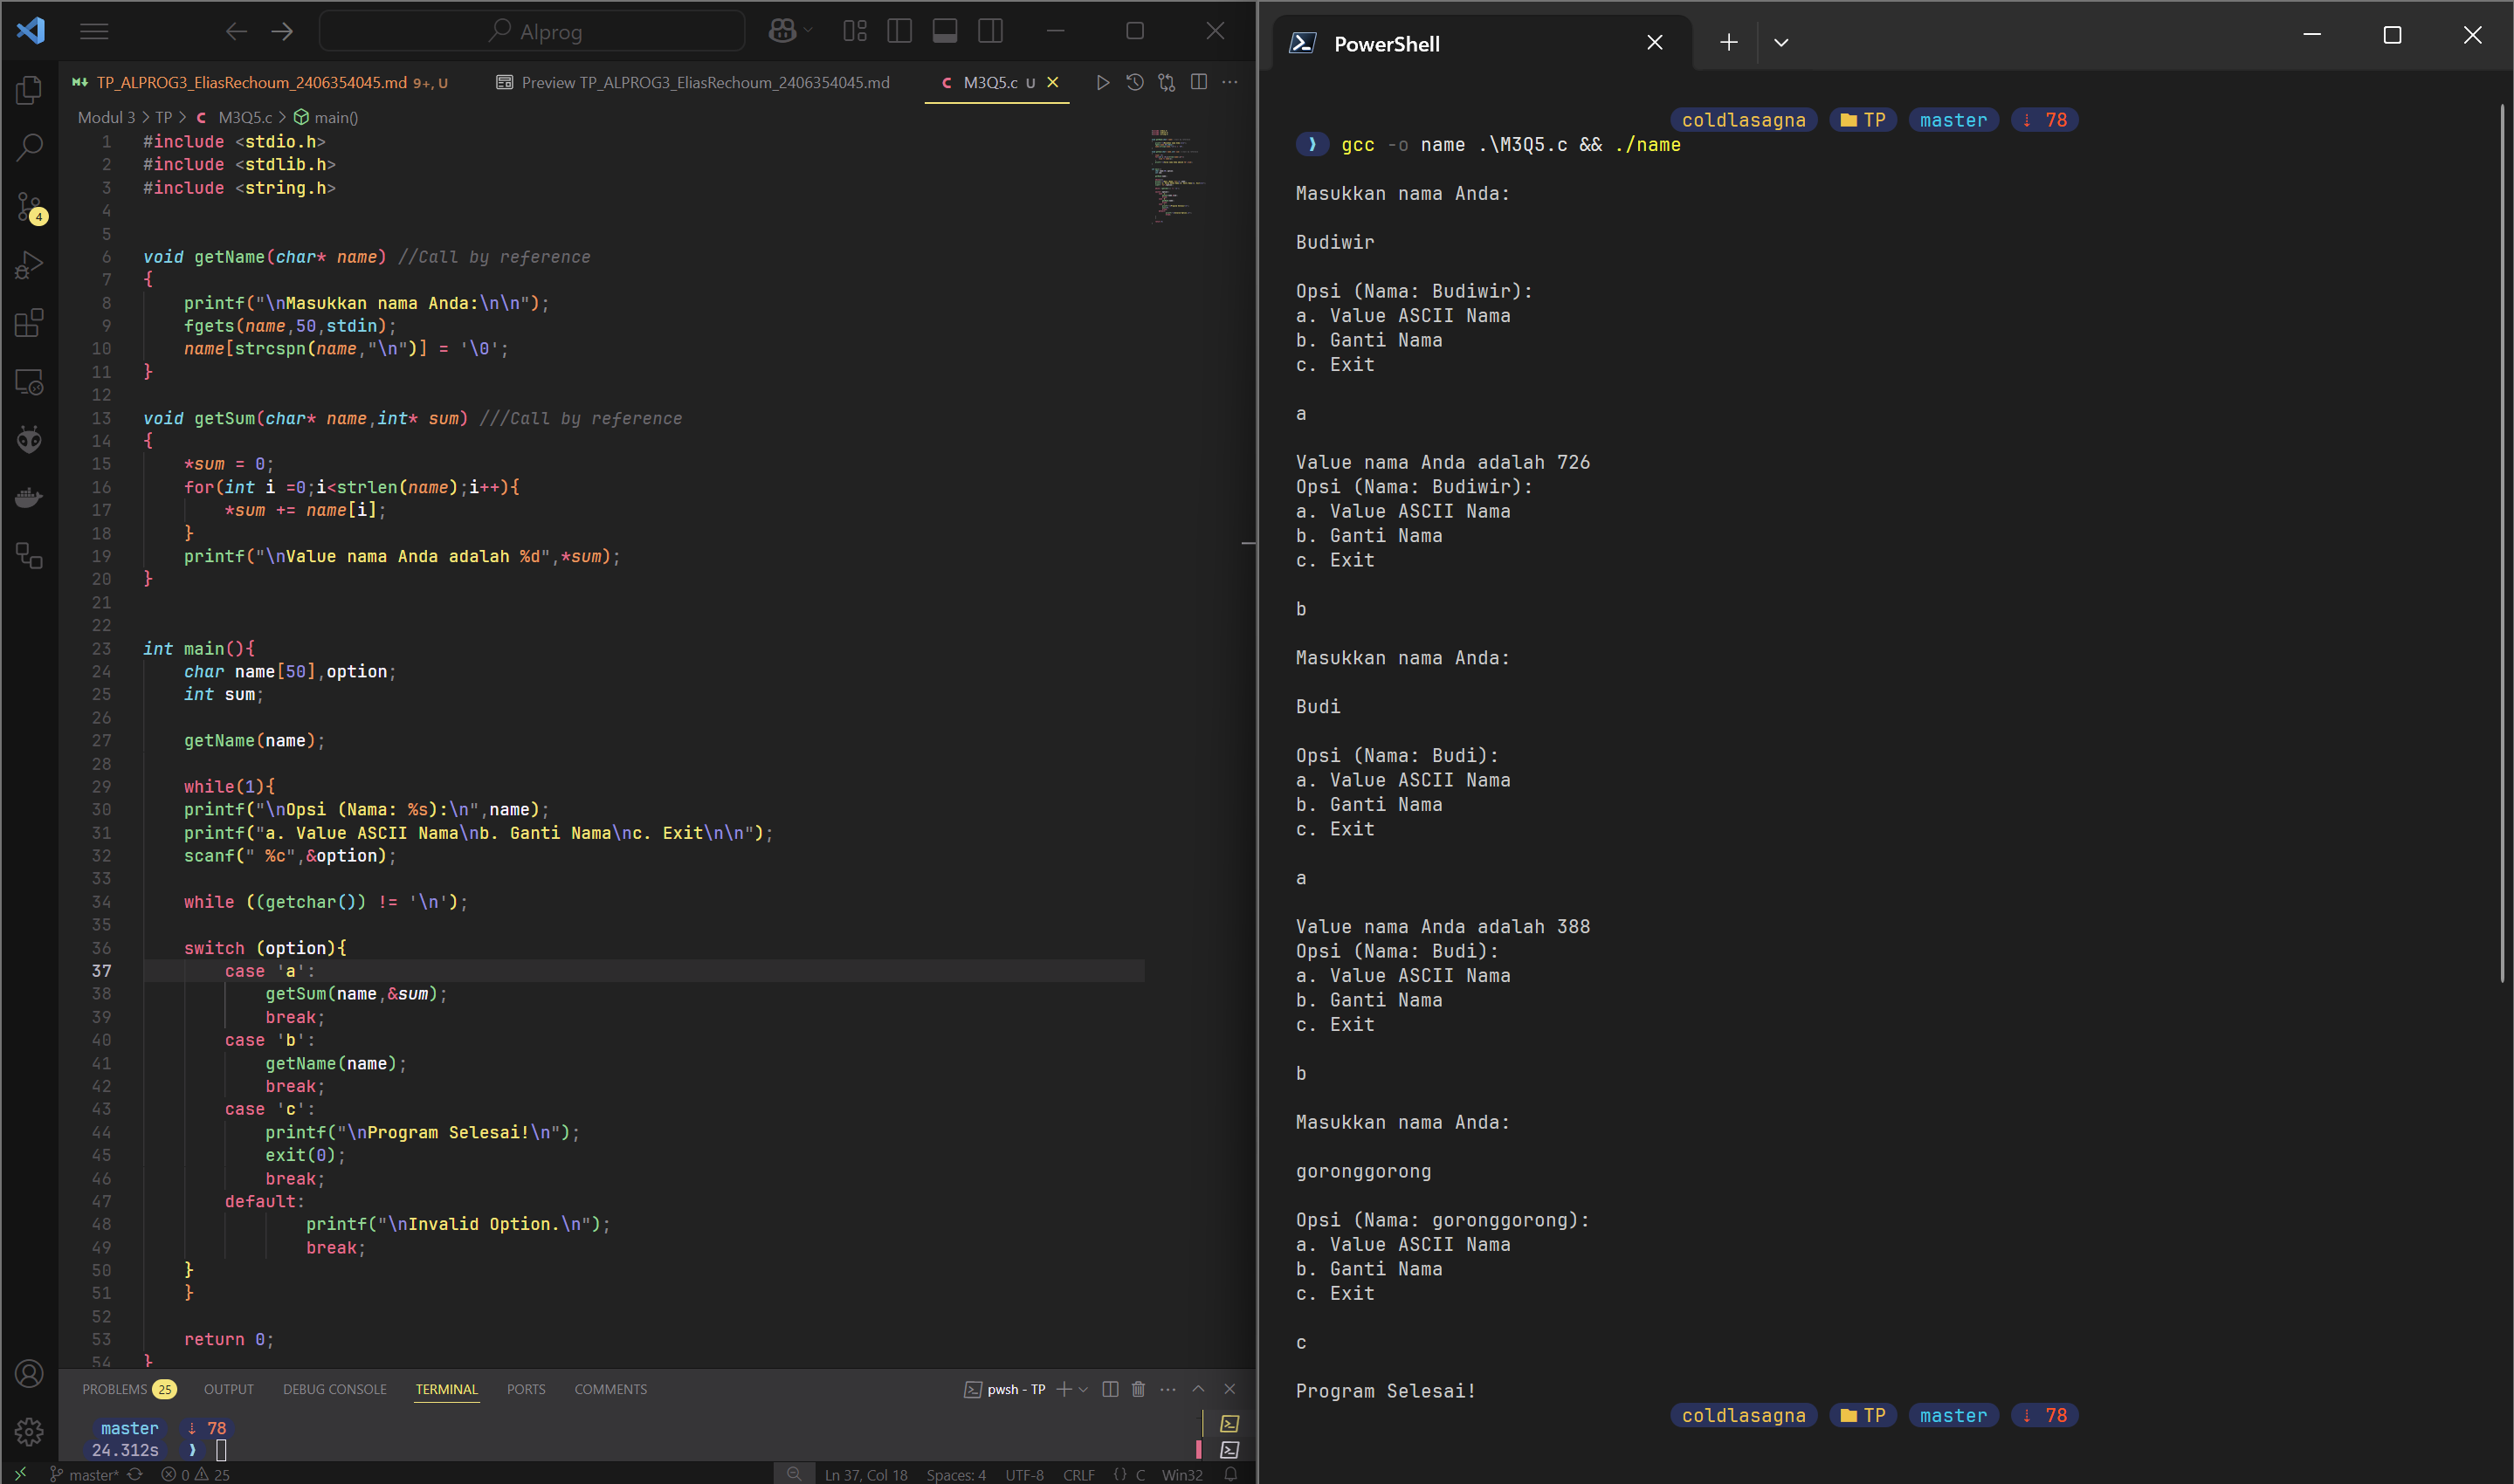 Alprog
TP_ALPROG3_EliasRechoum_2406354045.md 9+, U
Preview TP_ALPROG3_EliasRechoum_2406354045.md
C M3Q5.c U
Modul 3 > TP > C M3Q5.c > main()
4
1 #include <stdio.h>
2 #include <stdlib.h>
3 #include <string.h>
4
5
6 void getName(char* name) //Call by reference
7 {
8 printf("\nMasukkan nama Anda:\n\n");
9 fgets(name,50,stdin);
10 name[strcspn(name,"\n")] = '\0';
11 }
12
13 void getSum(char* name,int* sum) ///Call by reference
14 {
15 *sum = 0;
16 for(int i =0;i<strlen(name);i++){
17 *sum += name[i];
18 }
19 printf("\nValue nama Anda adalah %d",*sum);
20 }
21
22
23 int main(){
24 char name[50],option;
25 int sum;
26
27 getName(name);
28
29 while(1){
30 printf("\nOpsi (Nama: %s):\n",name);
31 printf("a. Value ASCII Nama\nb. Ganti Nama\nc. Exit\n\n");
32 scanf(" %c",&option);
33
34 while ((getchar()) != '\n');
35
36 switch (option){
37 case 'a':
38 getSum(name,&sum);
39 break;
40 case 'b':
41 getName(name);
42 break;
43 case 'c':
44 printf("\nProgram Selesai!\n");
45 exit(0);
46 break;
47 default:
48 printf("\nInvalid Option.\n");
49 break;
50 }
51 }
52
53 return 0;
54 }
PROBLEMS 25 OUTPUT DEBUG CONSOLE TERMINAL PORTS COMMENTS pwsh - TP
master ↓ 78
24.312s ❯
master* 0 25 Ln 37, Col 18 Spaces: 4 UTF-8 CRLF {} C Win32
PowerShell
coldlasagna TP master ↓ 78
❯ gcc -o name .\M3Q5.c && ./name
Masukkan nama Anda:
Budiwir
Opsi (Nama: Budiwir):
a. Value ASCII Nama
b. Ganti Nama
c. Exit
a
Value nama Anda adalah 726
Opsi (Nama: Budiwir):
a. Value ASCII Nama
b. Ganti Nama
c. Exit
b
Masukkan nama Anda:
Budi
Opsi (Nama: Budi):
a. Value ASCII Nama
b. Ganti Nama
c. Exit
a
Value nama Anda adalah 388
Opsi (Nama: Budi):
a. Value ASCII Nama
b. Ganti Nama
c. Exit
b
Masukkan nama Anda:
goronggorong
Opsi (Nama: goronggorong):
a. Value ASCII Nama
b. Ganti Nama
c. Exit
c
Program Selesai!
coldlasagna TP master ↓ 78